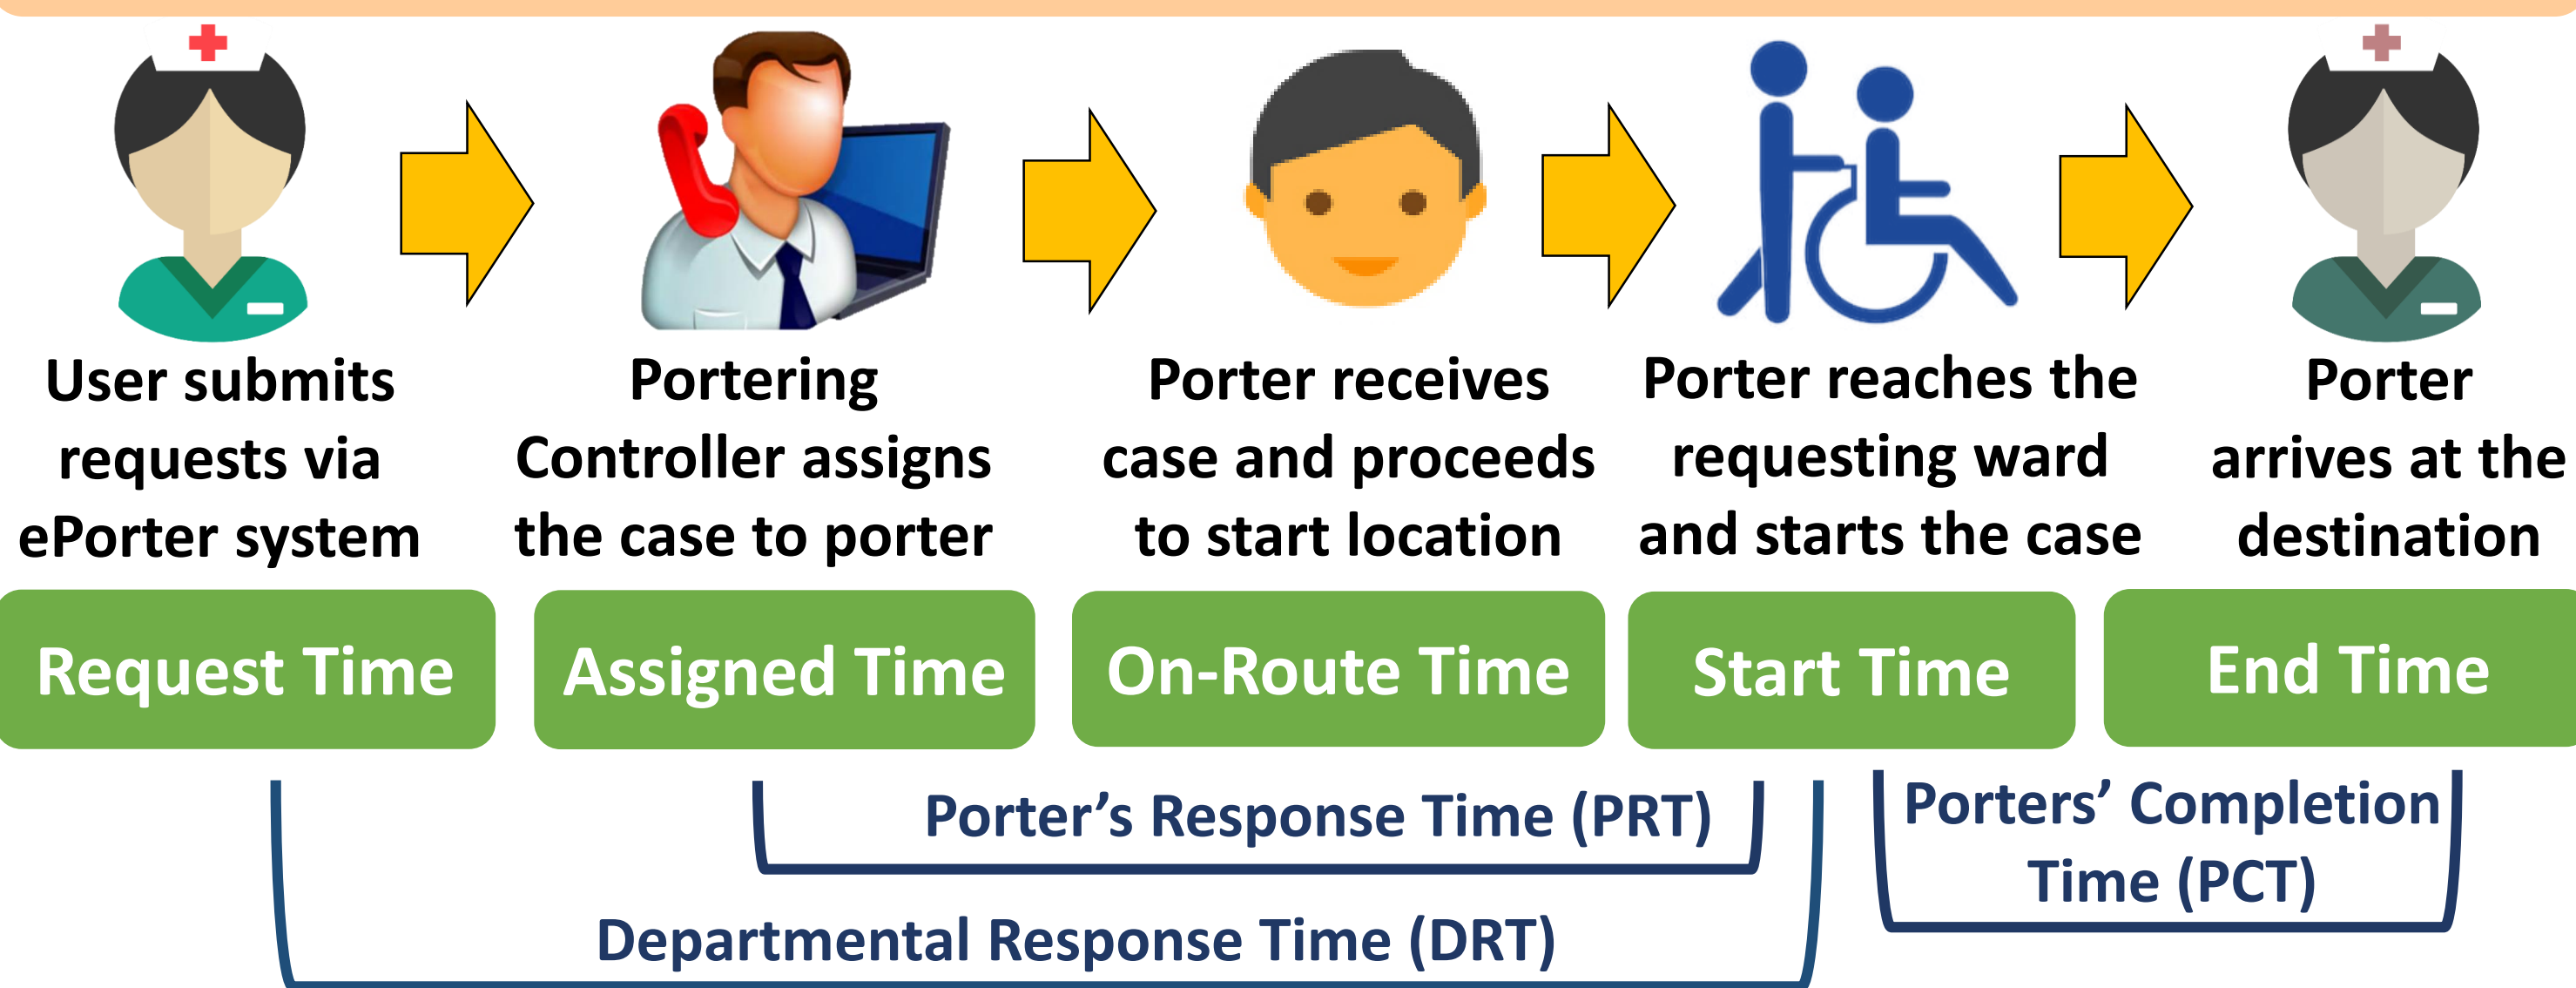 User submits
requests via
ePorter system
Portering
Controller assigns
the case to porter
Porter receives
case and proceeds
to start location
Porter reaches the
requesting ward
and starts the case
Porter
arrives at the
destination
Request Time
Assigned Time
On-Route Time
Start Time
End Time
Porter’s Response Time (PRT)
Porters’ Completion
Time (PCT)
Departmental Response Time (DRT)